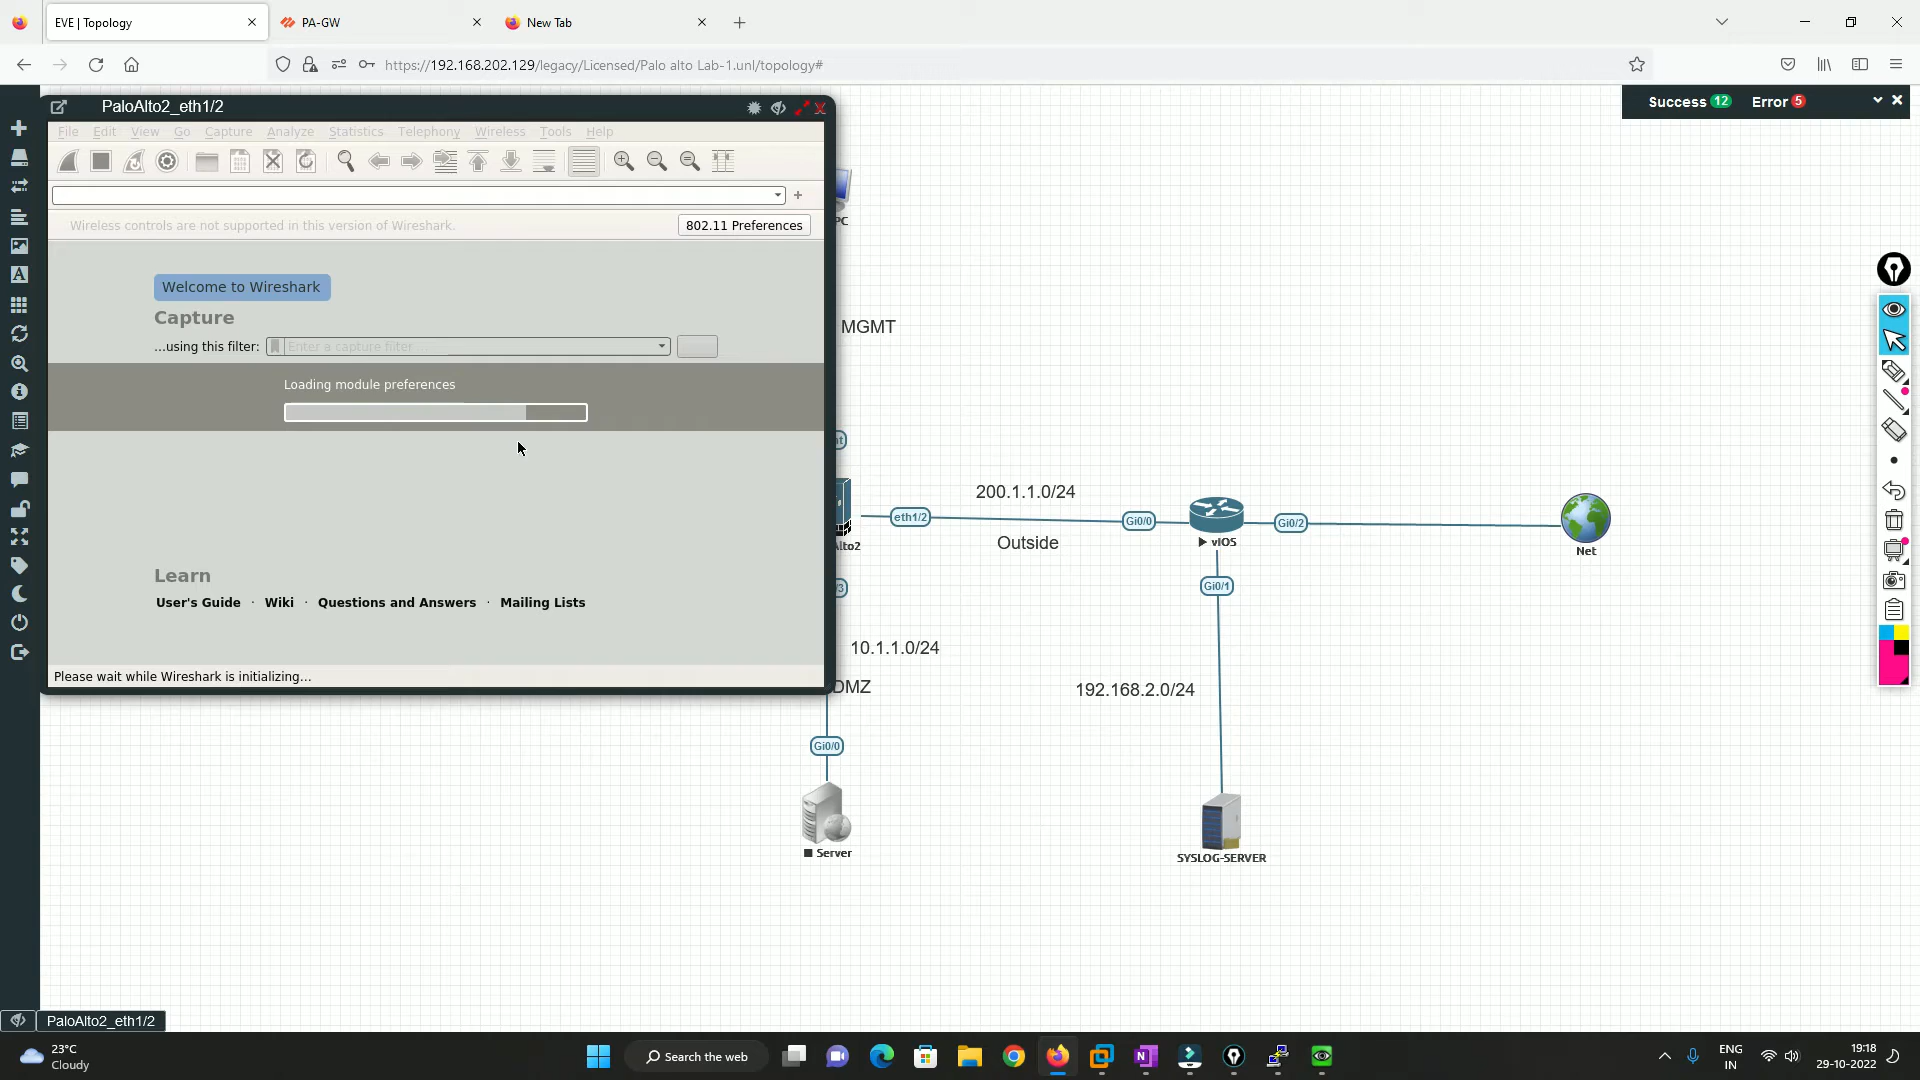 EVE | Topology
PA-GW
New Tab
https://192.168.202.129/legacy/Licensed/Palo alto Lab-1.unl/topology#
Success 12 Error 5
PaloAlto2_eth1/2
File Edit View Go Capture Analyze Statistics Telephony Wireless Tools Help
Wireless controls are not supported in this version of Wireshark.
802.11 Preferences
Welcome to Wireshark
Capture
...using this filter:
Enter a capture filter ...
Loading module preferences
Learn
User's Guide · Wiki · Questions and Answers · Mailing Lists
Please wait while Wireshark is initializing...
PC
MGMT
200.1.1.0/24
eth1/2
Gi0/0
Gi0/2
Outside
vIOS
Net
lto2
Gi0/1
/3
10.1.1.0/24
DMZ
192.168.2.0/24
Gi0/0
Server
SYSLOG-SERVER
PaloAlto2_eth1/2
23°C
Cloudy
Search the web
ENG
IN
19:18
29-10-2022